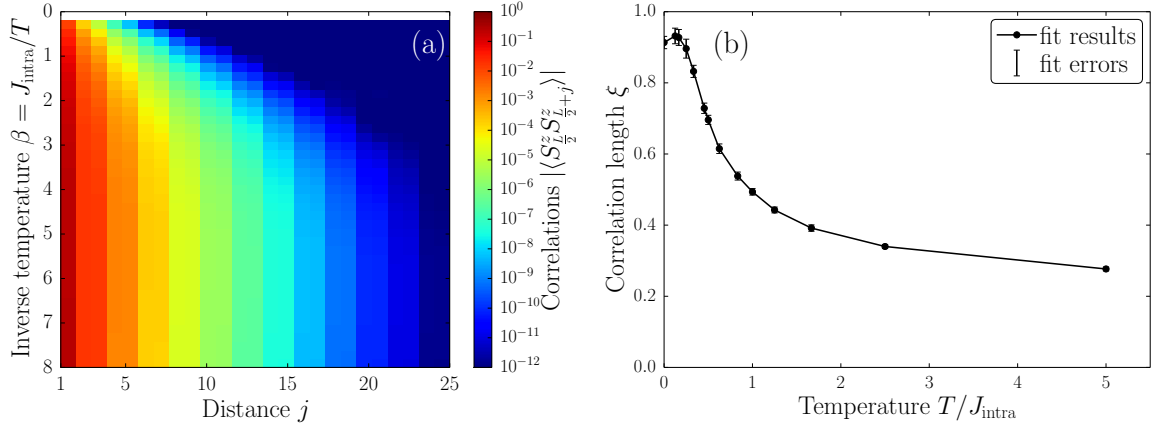 (a)
0
1
2
3
4
5
6
7
8
Inverse temperature β = J_intra/T
1 5 10 15 20 25
Distance j
10^0
10^−1
10^−2
10^−3
10^−4
10^−5
10^−6
10^−7
10^−8
10^−9
10^−10
10^−11
10^−12
Correlations |⟨S^z_{L/2} S^z_{L/2+j}⟩|
(b)
fit results
fit errors
1.0
0.8
0.6
0.4
0.2
0.0
Correlation length ξ
0 1 2 3 4 5
Temperature T/J_intra